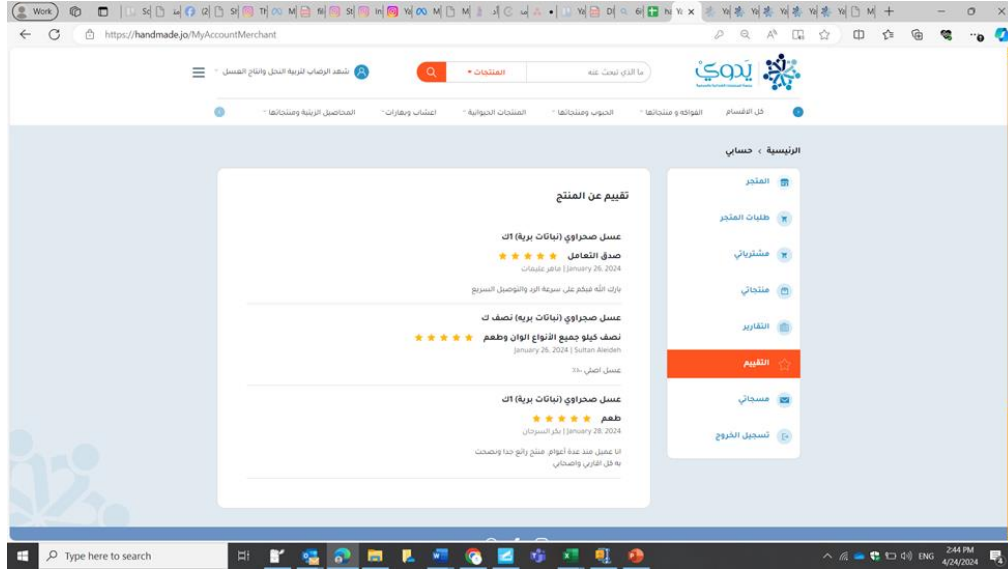 Work
https://handmade.jo/MyAccountMerchant
يَدوي
ما الذي تبحث عنه
المنتجات
شهد الرضاب لتربية النحل وانتاج العسل
كل الاقسام
الفواكه و منتجاتها
الحبوب ومنتجاتها
المنتجات الحيوانية
اعشاب وبهارات
المحاصيل الزيتية ومنتجاتها
الرئيسية › حسابي
المتجر
طلبات المتجر
مشترياتي
منتجاتي
التقارير
التقييم
مسجاتي
تسجيل الخروج
تقييم عن المنتج
عسل صحراوي (نباتات برية) 1ك
صدق التعامل
January 26, 2024 | ماهر عليمات
بارك الله فيكم على سرعة الرد والتوصيل السريع
عسل صحراوي (نباتات بريه) نصف ك
نصف كيلو جميع الأنواع الوان وطعم
January 26, 2024 | Sultan Aleideh
عسل اصلي
عسل صحراوي (نباتات برية) 1ك
طعم
January 28, 2024 | بكر السرحان
انا عميل منذ عدة أعوام. منتج رائع جدا ونصحت
به كل اقاربي واصحابي
Type here to search
ENG
2:44 PM
4/24/2024